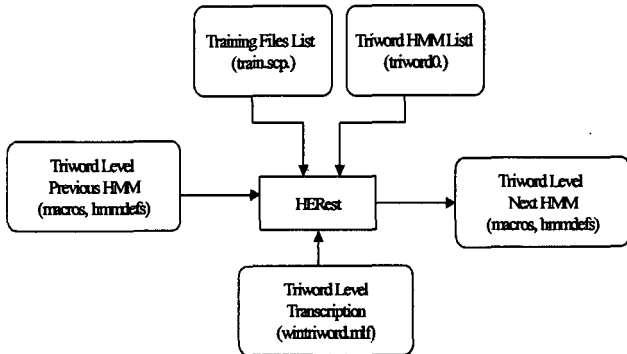 Training Files List
(train.scp.)
Triword HMM Listl
(triword0.)
Triword Level
Previous HMM
(macros, hmmdefs)
HERest
Triword Level
Next HMM
(macros, hmmdefs)
Triword Level
Transcription
(wintriword.mlf)